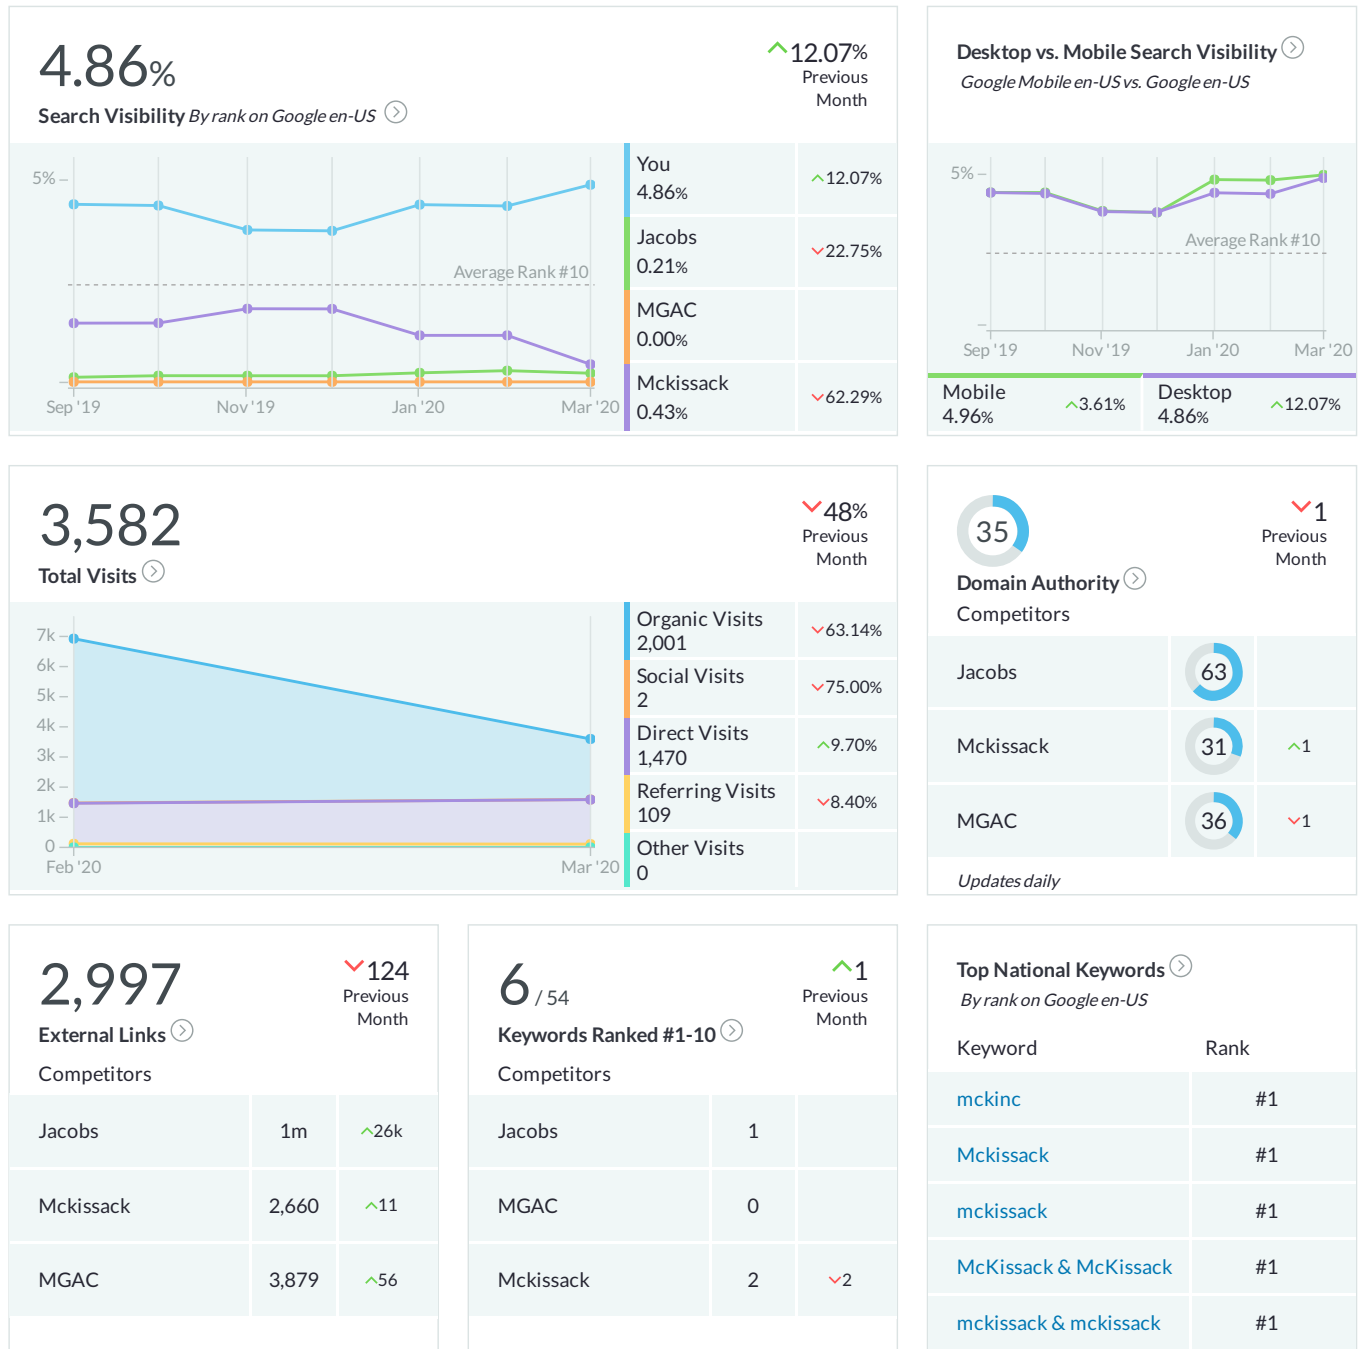 4.86%
Search Visibility By rank on Google en-US
12.07%
Previous
Month
5%
Average Rank #10
Sep '19
Nov '19
Jan '20
Mar '20
You
4.86%
12.07%
Jacobs
0.21%
22.75%
MGAC
0.00%
Mckissack
0.43%
62.29%
Desktop vs. Mobile Search Visibility
Google Mobile en-US vs. Google en-US
5%
Average Rank #10
Sep '19
Nov '19
Jan '20
Mar '20
Mobile
4.96%
3.61%
Desktop
4.86%
12.07%
3,582
Total Visits
48%
Previous
Month
7k
6k
5k
4k
3k
2k
1k
0
Feb '20
Mar '20
Organic Visits
2,001
63.14%
Social Visits
2
75.00%
Direct Visits
1,470
9.70%
Referring Visits
109
8.40%
Other Visits
0
35
Domain Authority
1
Previous
Month
Competitors
Jacobs
63
Mckissack
31
1
MGAC
36
1
Updates daily
2,997
External Links
124
Previous
Month
Competitors
Jacobs
1m
26k
Mckissack
2,660
11
MGAC
3,879
56
6 / 54
Keywords Ranked #1-10
1
Previous
Month
Competitors
Jacobs
1
MGAC
0
Mckissack
2
2
Top National Keywords
By rank on Google en-US
Keyword
Rank
mckinc
#1
Mckissack
#1
mckissack
#1
McKissack & McKissack
#1
mckissack & mckissack
#1